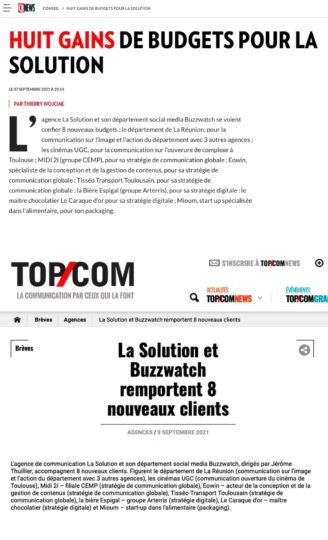 CBNEWS
CONSEIL > HUIT GAINS DE BUDGETS POUR LA SOLUTION
HUIT GAINS DE BUDGETS POUR LA
SOLUTION
LE 07 SEPTEMBRE 2021 À 20:14
PAR THIERRY WOJCIAK
L'agence La Solution et son département social media Buzzwatch se voient
confier 8 nouveaux budgets : le département de La Réunion, pour la
communication sur l'image et l'action du département avec 3 autres agences ;
les cinémas UGC, pour la communication sur l'ouverure de complexe à
Toulouse ; MIDI 2i (groupe CEMP), pour sa stratégie de communication globale ; Eowin,
spécialiste de la conception et de la gestion de contenus, pour sa stratégie de
communication globale ; Tisséo Transport Toulousain, pour sa stratégie de
communication globale ; la Bière Espigal (groupe Arterris), pour sa stratégie digitale : le
maître chocolatier Le Caraque d'or pour sa stratégie digitale ; Mioum, start up spécialisée
dans l'alimentaire, pour son packaging.
TOP/COM
LA COMMUNICATION PAR CEUX QUI LA FONT
S'INSCRIRE À TOP/COMNEWS
ACTUALITÉS
TOP/COMNEWS
ÉVÉNEMENTS
TOP/COMGRA
Brèves Agences La Solution et Buzzwatch remportent 8 nouveaux clients
Brèves
La Solution et
Buzzwatch
remportent 8
nouveaux clients
AGENCES / 9 SEPTEMBRE 2021
L'agence de communication La Solution et son département social media Buzzwatch, dirigés par Jérôme
Thuillier, accompagnent 8 nouveaux clients. Figurent le département de La Réunion (communication sur l'image
et l'action du département avec 3 autres agences), les cinémas UGC (communication ouverture du cinéma de
Toulouse), Midi 2i – filiale CEMP (stratégie globale), Eowin – acteur de la conception et de la
gestion de contenus (stratégie de communication globale), Tisséo Transport Toulousain (stratégie
de communication globale), la bière Espigal – groupe Arterris (stratégie digitale), Le Caraque d'or – maître
chocolatier (stratégie digitale) et Mioum – start-up dans l'alimentaire (packaging).